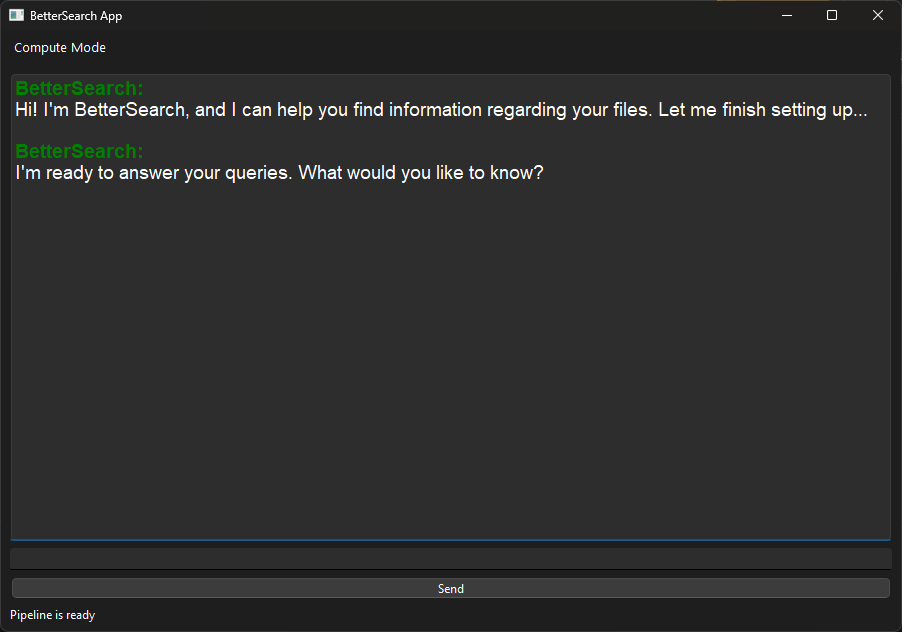 BetterSearch App
Compute Mode
BetterSearch:
Hi! I'm BetterSearch, and I can help you find information regarding your files. Let me finish setting up...
BetterSearch:
I'm ready to answer your queries. What would you like to know?
Send
Pipeline is ready